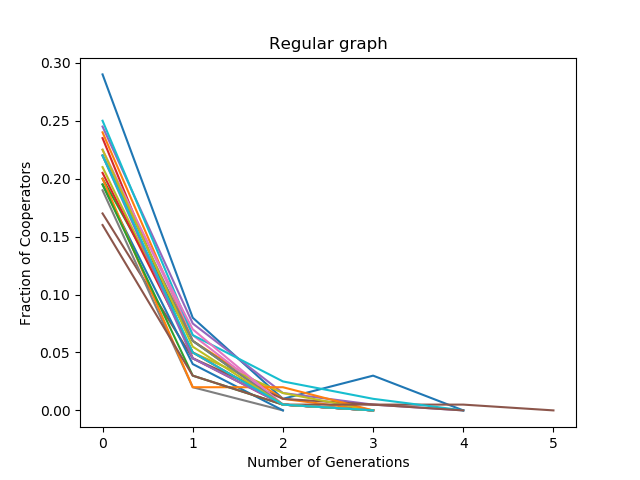 Regular graph
Fraction of Cooperators
0.30
0.25
0.20
0.15
0.10
0.05
0.00
0 1 2 3 4 5
Number of Generations